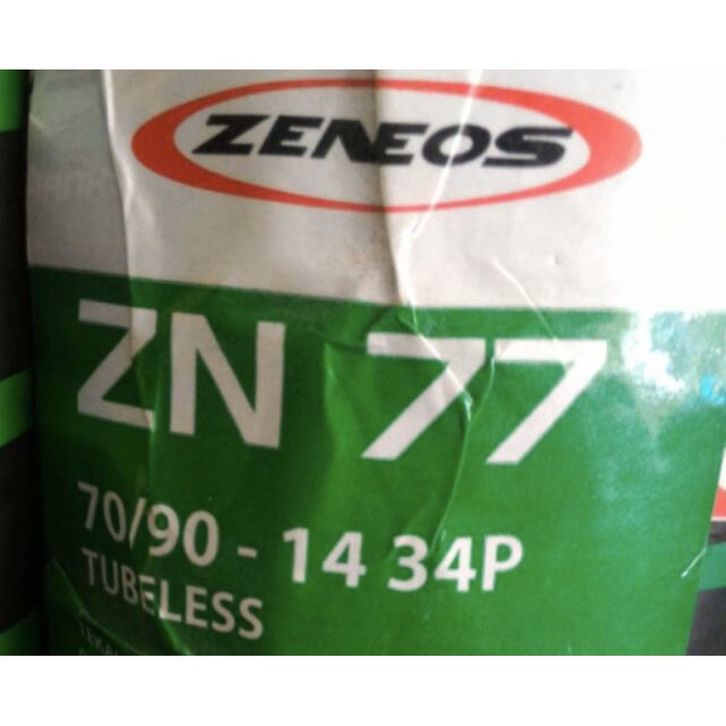 ZENEOS
ZN 77
70/90 - 14 34P
TUBELESS